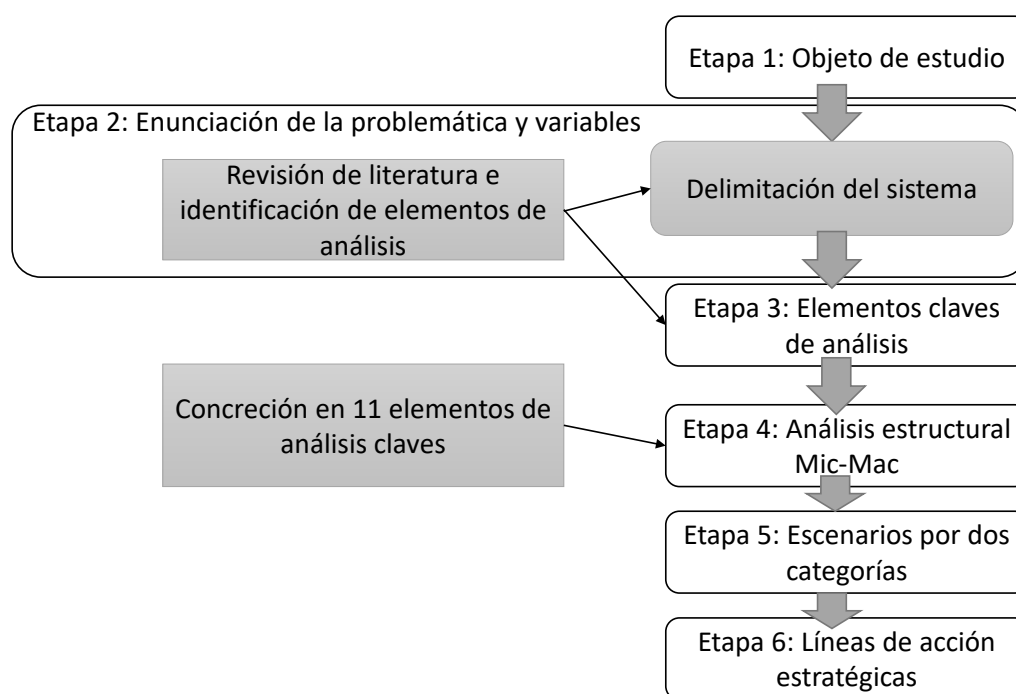 Etapa 1: Objeto de estudio
Etapa 2: Enunciación de la problemática y variables
Revisión de literatura e
identificación de elementos de
análisis
Delimitación del sistema
Etapa 3: Elementos claves
de análisis
Concreción en 11 elementos de
análisis claves
Etapa 4: Análisis estructural
Mic-Mac
Etapa 5: Escenarios por dos
categorías
Etapa 6: Líneas de acción
estratégicas